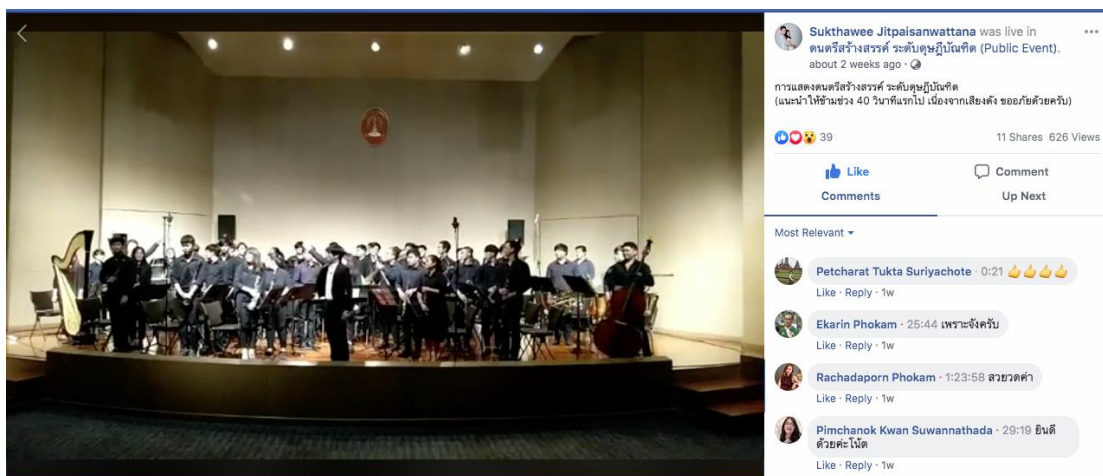 Sukthawee Jitpaisanwattana was live in
ดนตรีสร้างสรรค์ ระดับดุษฎีบัณฑิต (Public Event).
about 2 weeks ago ·
การแสดงดนตรีสร้างสรรค์ ระดับดุษฎีบัณฑิต
(แนะนำให้ข้ามช่วง 40 วินาทีแรกไป เนื่องจากเสียงดัง ขออภัยด้วยครับ)
39 11 Shares 626 Views
Like Comment
Comments Up Next
Most Relevant
Petcharat Tukta Suriyachote · 0:21 👍👍👍👍
Like · Reply · 1w
Ekarin Phokam · 25:44 เพราะจังครับ
Like · Reply · 1w
Rachadaporn Phokam · 1:23:58 สวยวดค่า
Like · Reply · 1w
Pimchanok Kwan Suwannathada · 29:19 ยินดี
ด้วยค่ะโน้ต
Like · Reply · 1w